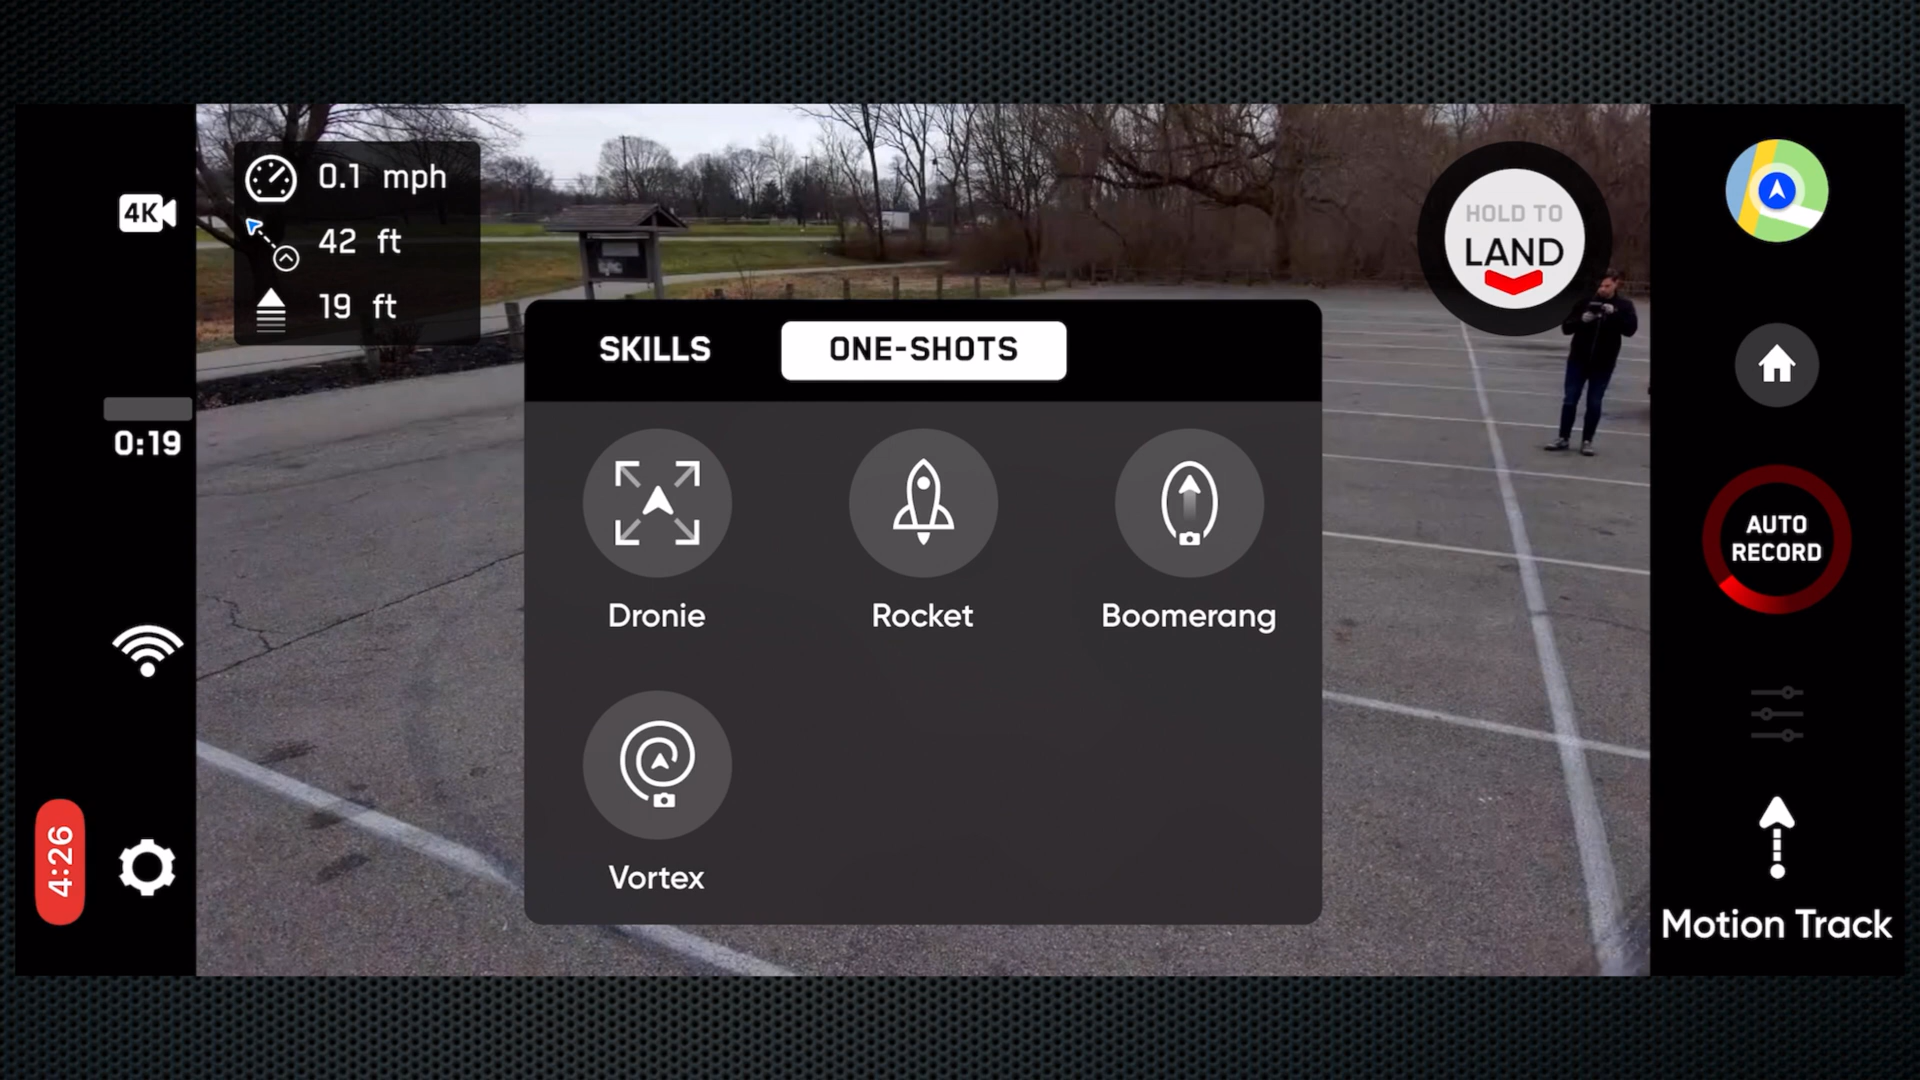 4K
0.1 mph
42 ft
19 ft
0:19
4:26
SKILLS
ONE-SHOTS
Dronie
Rocket
Boomerang
Vortex
HOLD TO
LAND
AUTO
RECORD
Motion Track